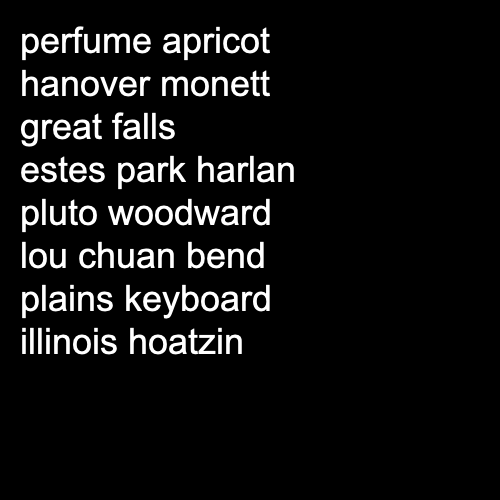 perfume apricot
hanover monett
great falls
estes park harlan
pluto woodward
lou chuan bend
plains keyboard
illinois hoatzin